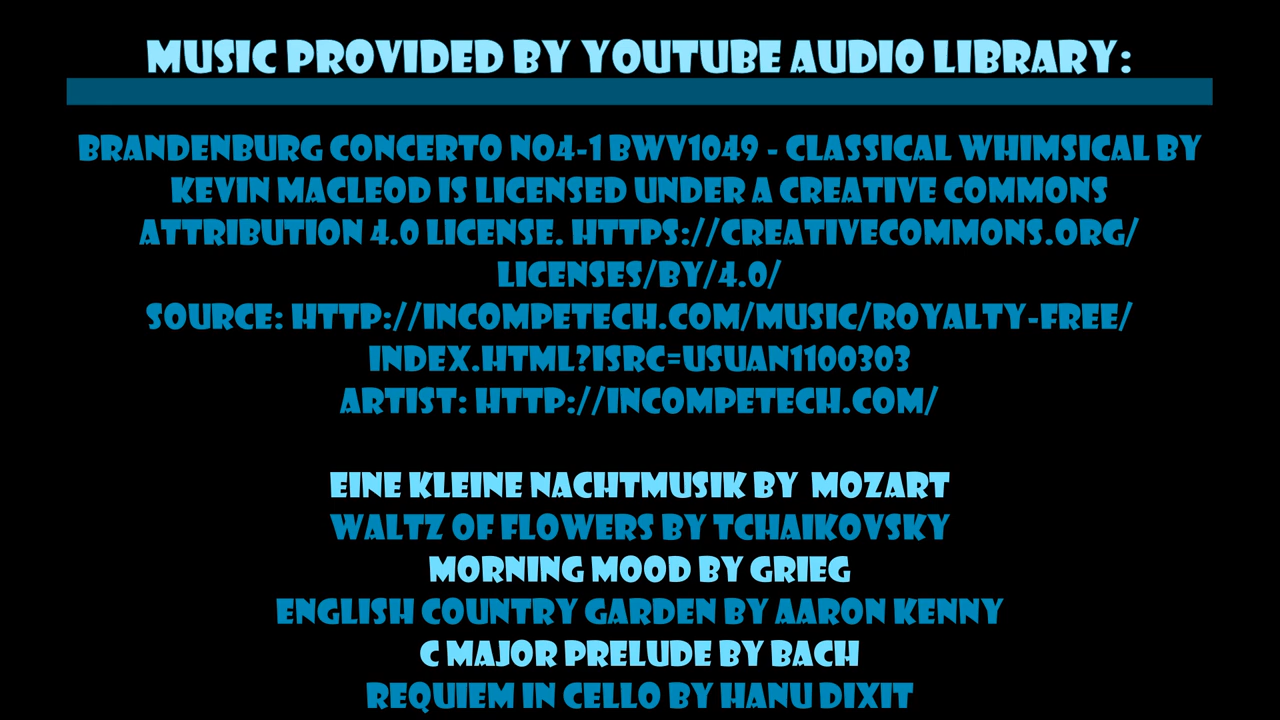 MUSIC PROVIDED BY YOUTUBE AUDIO LIBRARY:
BRANDENBURG CONCERTO NO4-1 BWV1049 - CLASSICAL WHIMSICAL BY
KEVIN MACLEOD IS LICENSED UNDER A CREATIVE COMMONS
ATTRIBUTION 4.0 LICENSE. HTTPS://CREATIVECOMMONS.ORG/
LICENSES/BY/4.0/
SOURCE: HTTP://INCOMPETECH.COM/MUSIC/ROYALTY-FREE/
INDEX.HTML?ISRC=USUAN1100303
ARTIST: HTTP://INCOMPETECH.COM/
EINE KLEINE NACHTMUSIK BY MOZART
WALTZ OF FLOWERS BY TCHAIKOVSKY
MORNING MOOD BY GRIEG
ENGLISH COUNTRY GARDEN BY AARON KENNY
C MAJOR PRELUDE BY BACH
REQUIEM IN CELLO BY HANU DIXIT